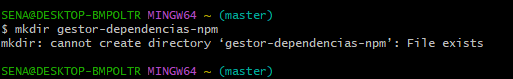 SENA@DESKTOP-BMPOLTR MINGW64 ~ (master)
$ mkdir gestor-dependencias-npm
mkdir: cannot create directory ‘gestor-dependencias-npm’: File exists
SENA@DESKTOP-BMPOLTR MINGW64 ~ (master)